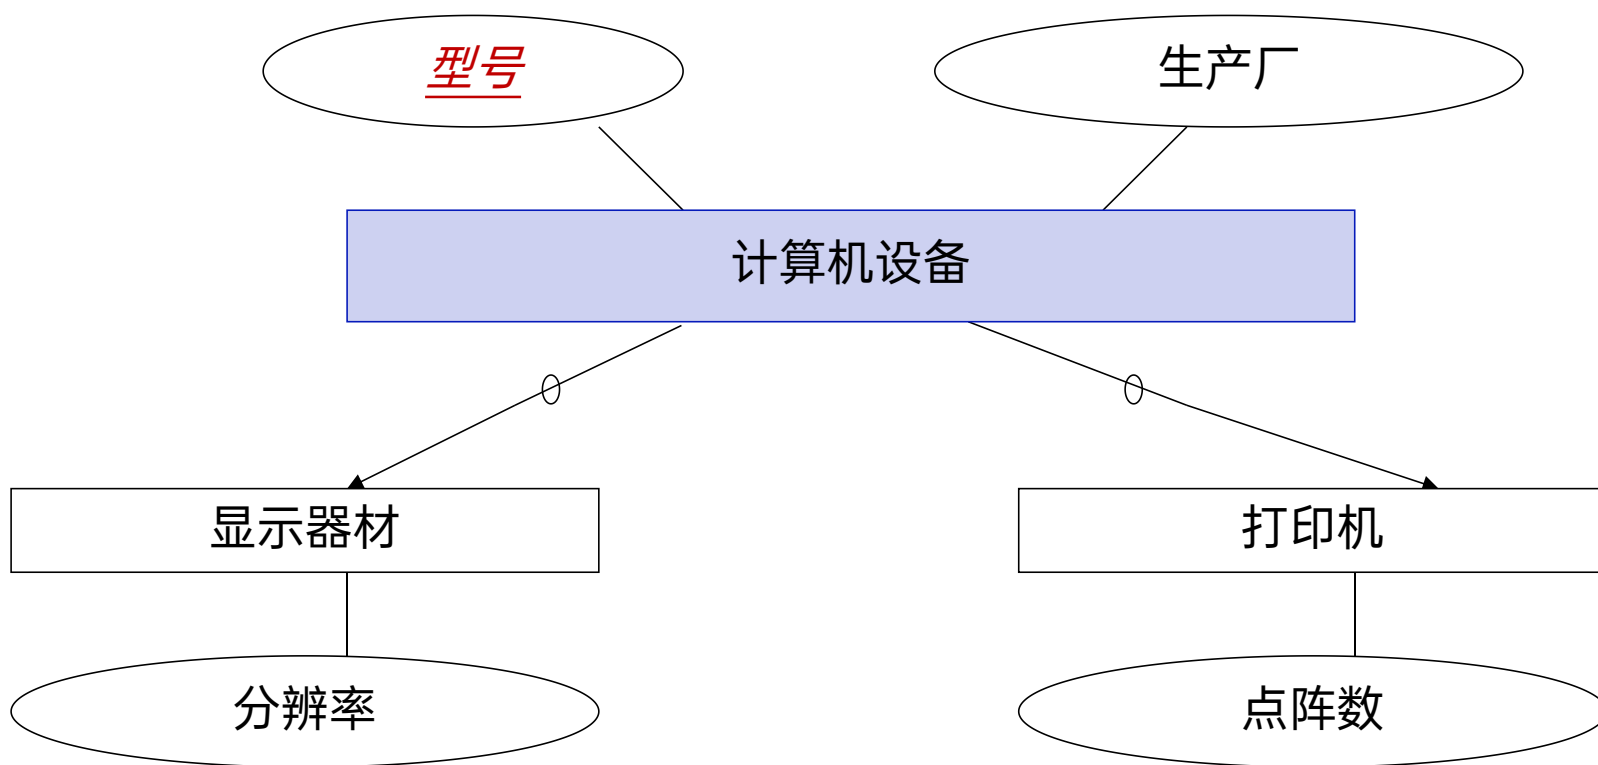 型号
生产厂
计算机设备
显示器材
打印机
分辨率
点阵数